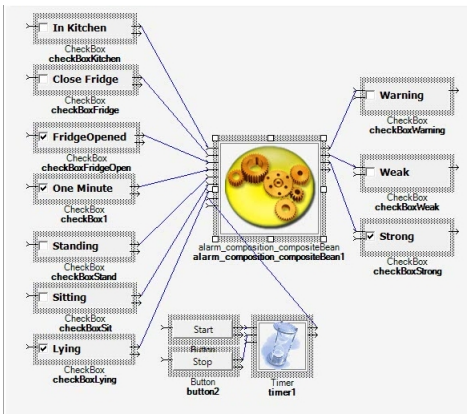 In Kitchen
CheckBox
checkBoxKitchen
Close Fridge
CheckBox
checkBoxFridge
FridgeOpened
CheckBox
checkBoxFridgeOpen
One Minute
CheckBox
checkBox1
Standing
CheckBox
checkBoxStand
Sitting
CheckBox
checkBoxSit
Lying
CheckBox
checkBoxLying
alarm_composition_compositeBean
alarm_composition_compositeBean1
Warning
CheckBox
checkBoxWarning
Weak
CheckBox
checkBoxWeak
Strong
CheckBox
checkBoxStrong
Start
Button
Stop
Button
button2
Timer
timer1